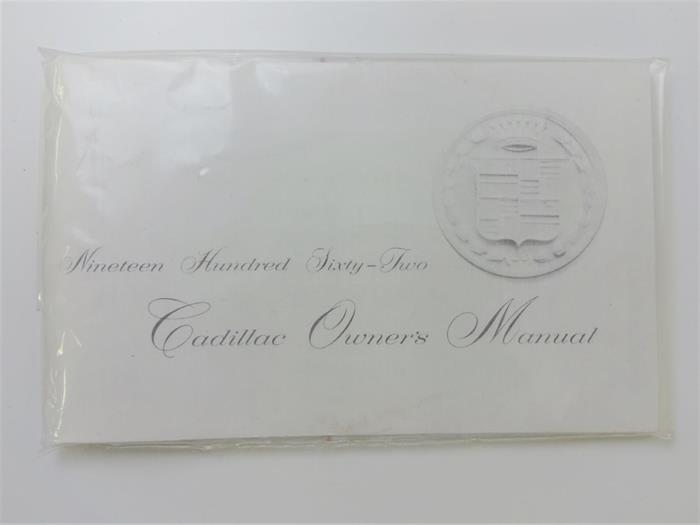 Nineteen Hundred Sixty-Two
Cadillac Owner's Manual